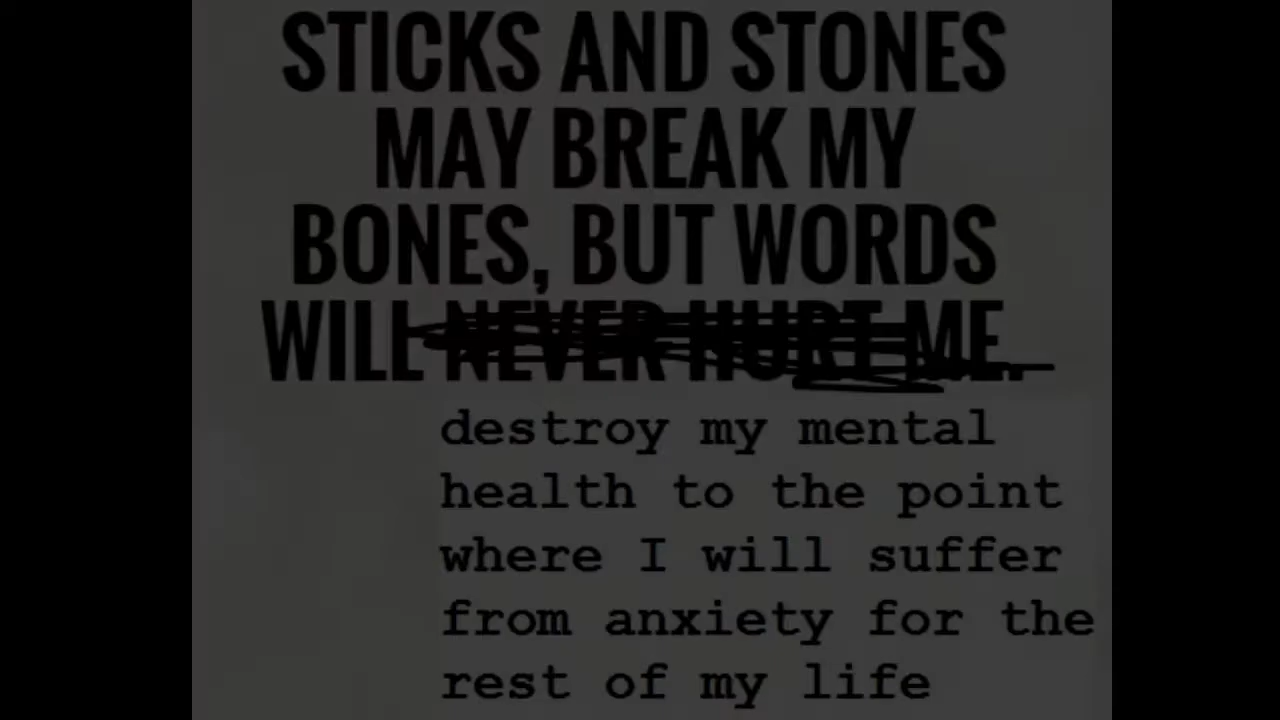 STICKS AND STONES
MAY BREAK MY
BONES, BUT WORDS
WILL NEVER HURT ME.
destroy my mental
health to the point
where I will suffer
from anxiety for the
rest of my life